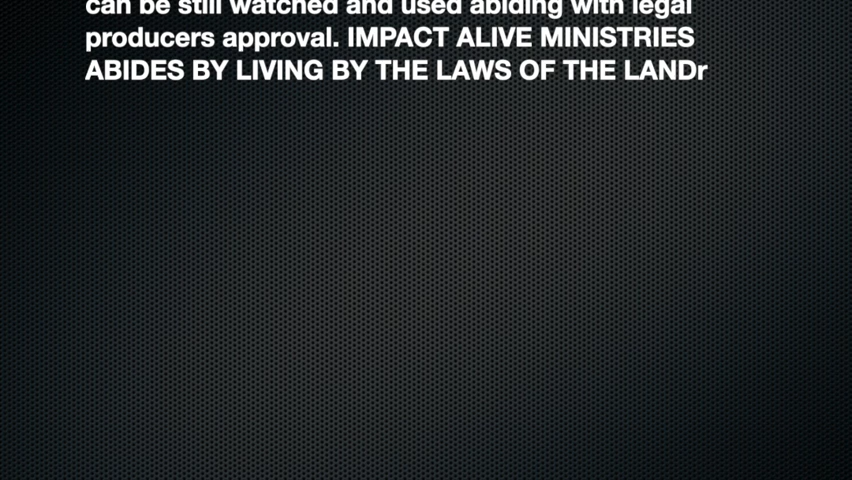 can be still watched and used abiding with legal
producers approval. IMPACT ALIVE MINISTRIES
ABIDES BY LIVING BY THE LAWS OF THE LANDr